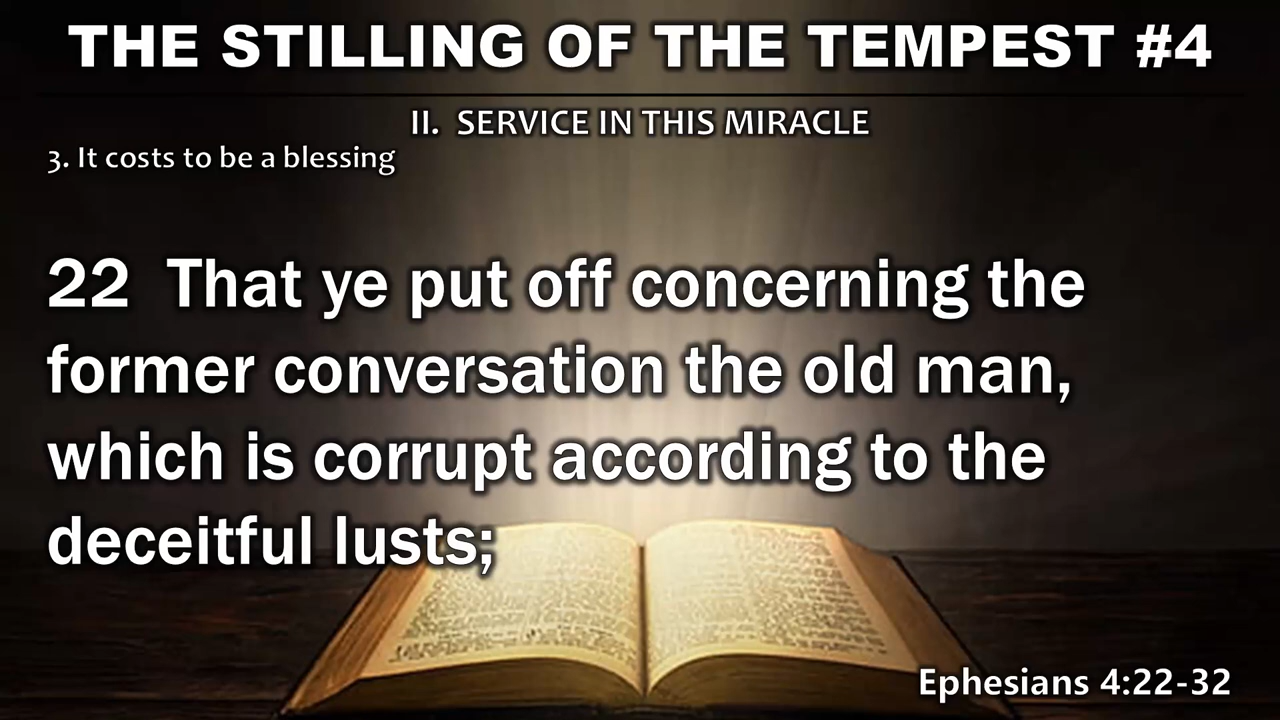 THE STILLING OF THE TEMPEST #4
II. SERVICE IN THIS MIRACLE
3. It costs to be a blessing
22 That ye put off concerning the
former conversation the old man,
which is corrupt according to the
deceitful lusts;
Ephesians 4:22-32